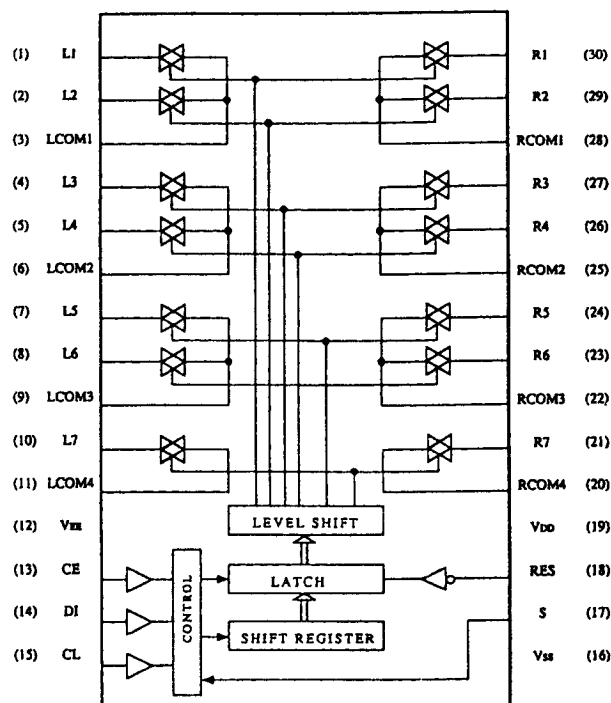 (1) L1 R1 (30)
(2) L2 R2 (29)
(3) LCOM1 RCOM1 (28)
(4) L3 R3 (27)
(5) L4 R4 (26)
(6) LCOM2 RCOM2 (25)
(7) L5 R5 (24)
(8) L6 R6 (23)
(9) LCOM3 RCOM3 (22)
(10) L7 R7 (21)
(11) LCOM4 RCOM4 (20)
(12) VEE LEVEL SHIFT VDD (19)
(13) CE CONTROL LATCH RES (18)
(14) DI SHIFT REGISTER S (17)
(15) CL Vss (16)